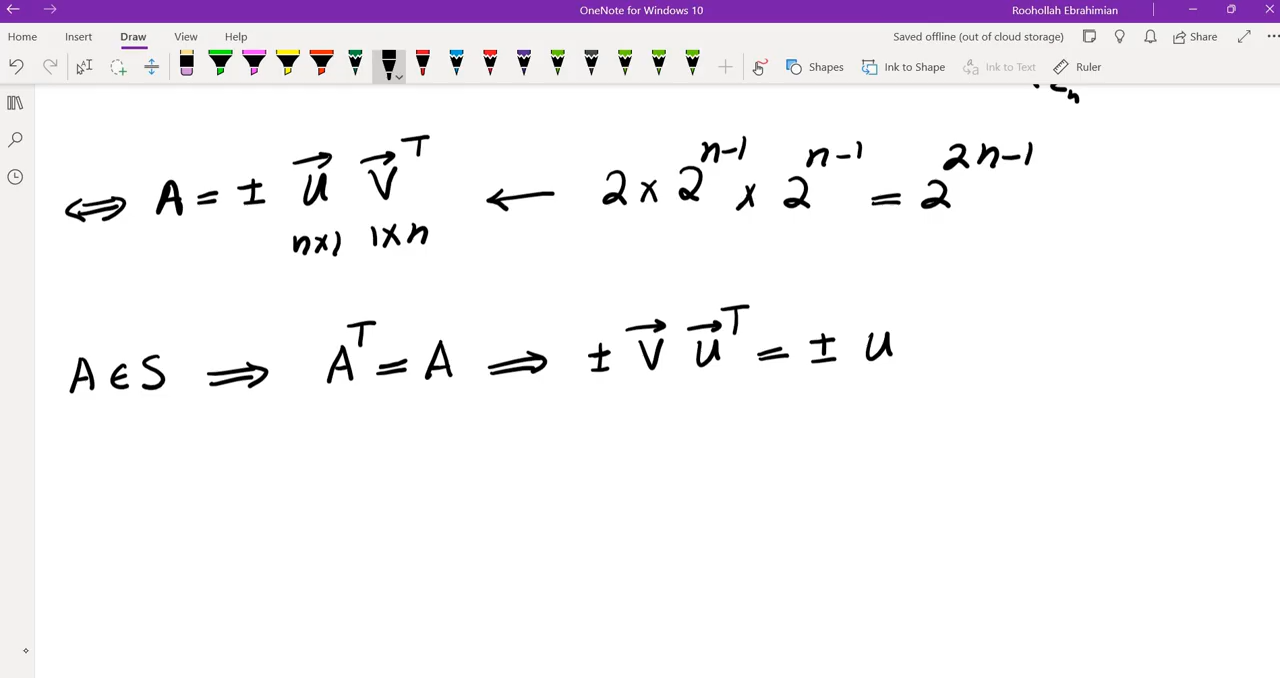 OneNote for Windows 10
Roohollah Ebrahimian
Home Insert Draw View Help
Saved offline (out of cloud storage) Share
Shapes Ink to Shape Ink to Text Ruler
⟺ A = ± u⃗ v⃗ᵀ ← 2 × 2ⁿ⁻¹ × 2ⁿ⁻¹ = 2²ⁿ⁻¹
n×1 1×n
A ∈ S ⟹ Aᵀ = A ⟹ ± v⃗ u⃗ᵀ = ± u